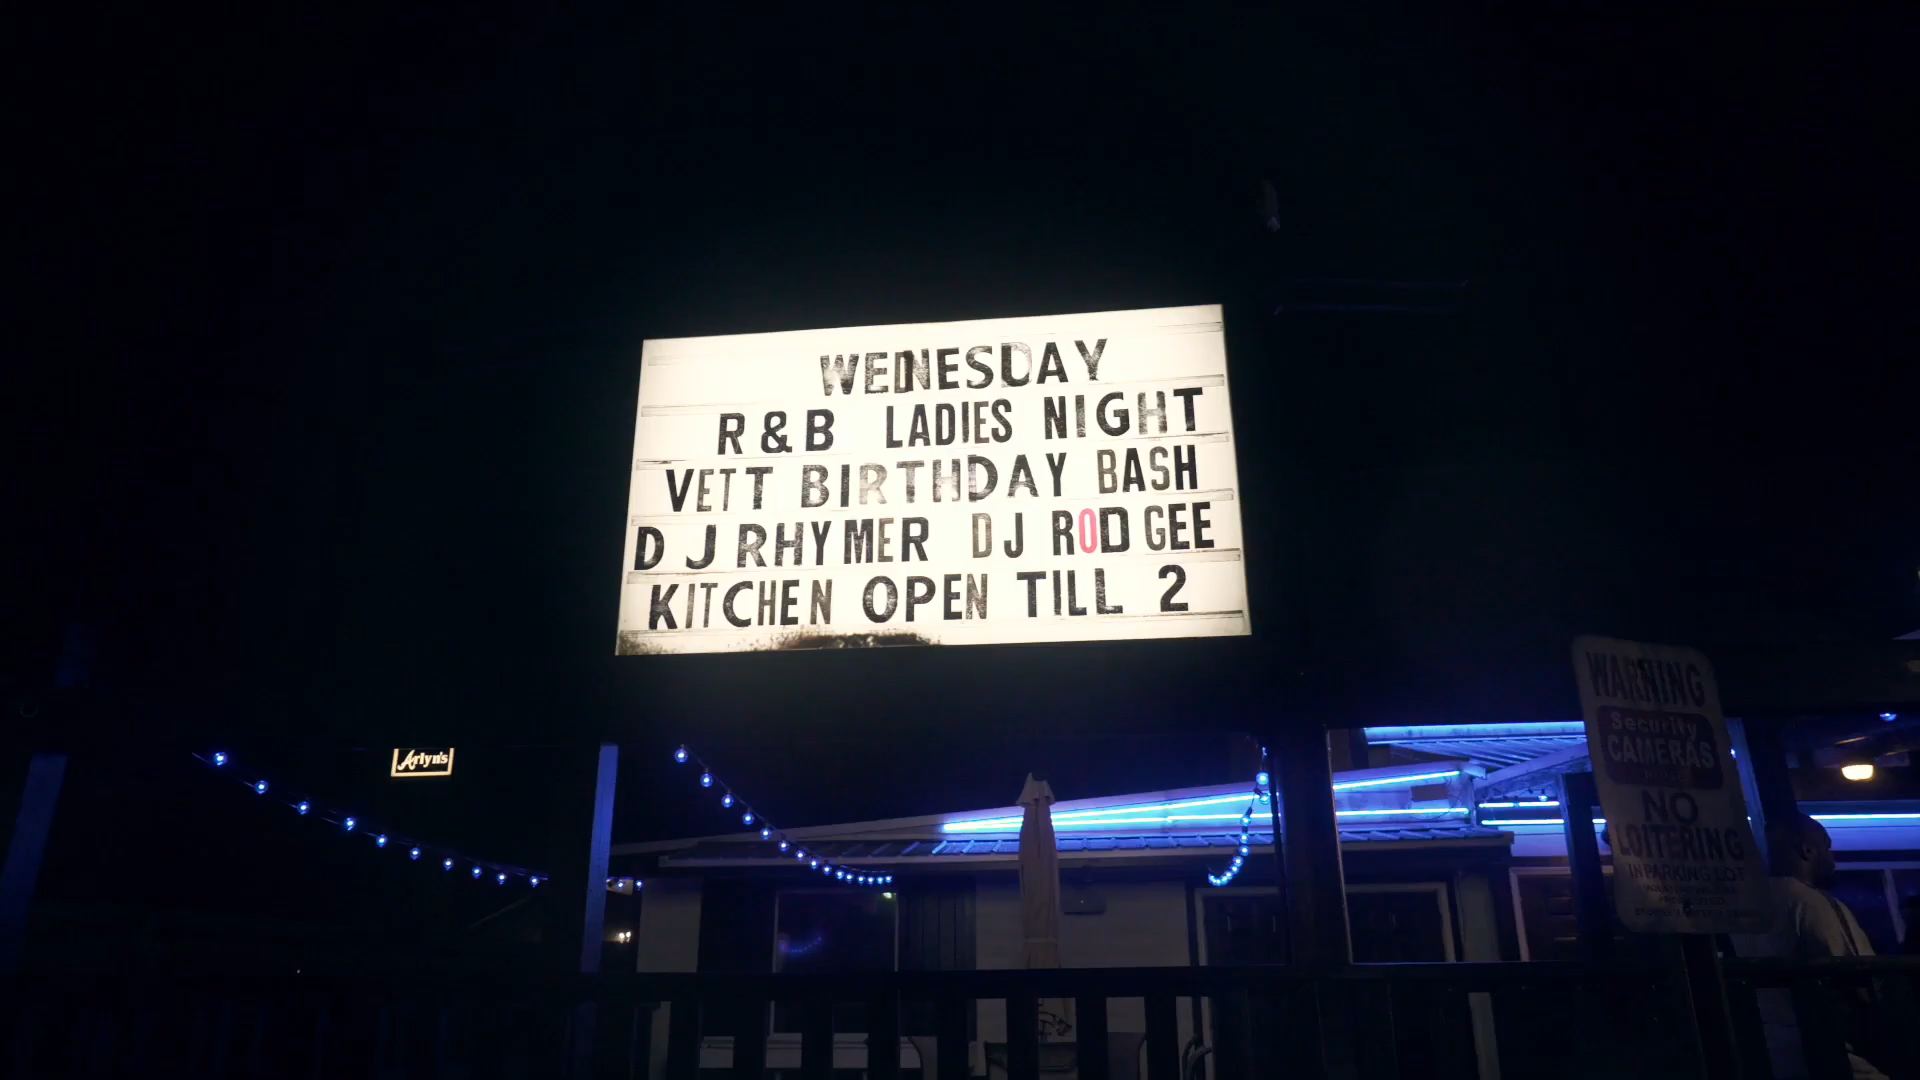 WEDNESDAY
R&B LADIES NIGHT
VETT BIRTHDAY BASH
DJ RHYMER DJ RODGEE
KITCHEN OPEN TILL 2
Arlyn's
WARNING
Security
CAMERAS
NO
LOITERING
IN PARKING LOT